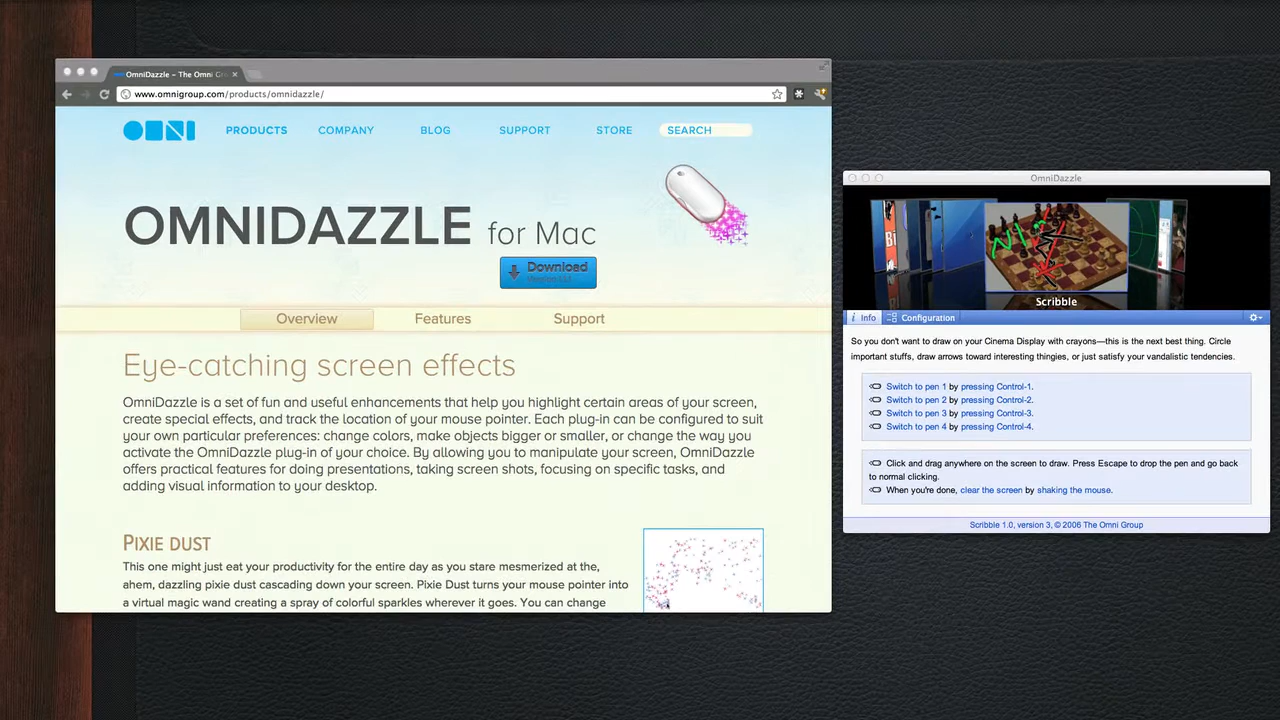 OmniDazzle – The Omni Gr
www.omnigroup.com/products/omnidazzle/
OMNI
PRODUCTS
COMPANY
BLOG
SUPPORT
STORE
SEARCH
OMNIDAZZLE for Mac
Download
Overview
Features
Support
Eye-catching screen effects
OmniDazzle is a set of fun and useful enhancements that help you highlight certain areas of your screen,
create special effects, and track the location of your mouse pointer. Each plug-in can be configured to suit
your own particular preferences: change colors, make objects bigger or smaller, or change the way you
activate the OmniDazzle plug-in of your choice. By allowing you to manipulate your screen, OmniDazzle
offers practical features for doing presentations, taking screen shots, focusing on specific tasks, and
adding visual information to your desktop.
PIXIE DUST
This one might just eat your productivity for the entire day as you stare mesmerized at the,
ahem, dazzling pixie dust cascading down your screen. Pixie Dust turns your mouse pointer into
a virtual magic wand creating a spray of colorful sparkles wherever it goes. You can change
OmniDazzle
Scribble
Info
Configuration
So you don't want to draw on your Cinema Display with crayons—this is the next best thing. Circle
important stuffs, draw arrows toward interesting thingies, or just satisfy your vandalistic tendencies.
Switch to pen 1 by pressing Control-1.
Switch to pen 2 by pressing Control-2.
Switch to pen 3 by pressing Control-3.
Switch to pen 4 by pressing Control-4.
Click and drag anywhere on the screen to draw. Press Escape to drop the pen and go back
to normal clicking.
When you're done, clear the screen by shaking the mouse.
Scribble 1.0, version 3, © 2006 The Omni Group